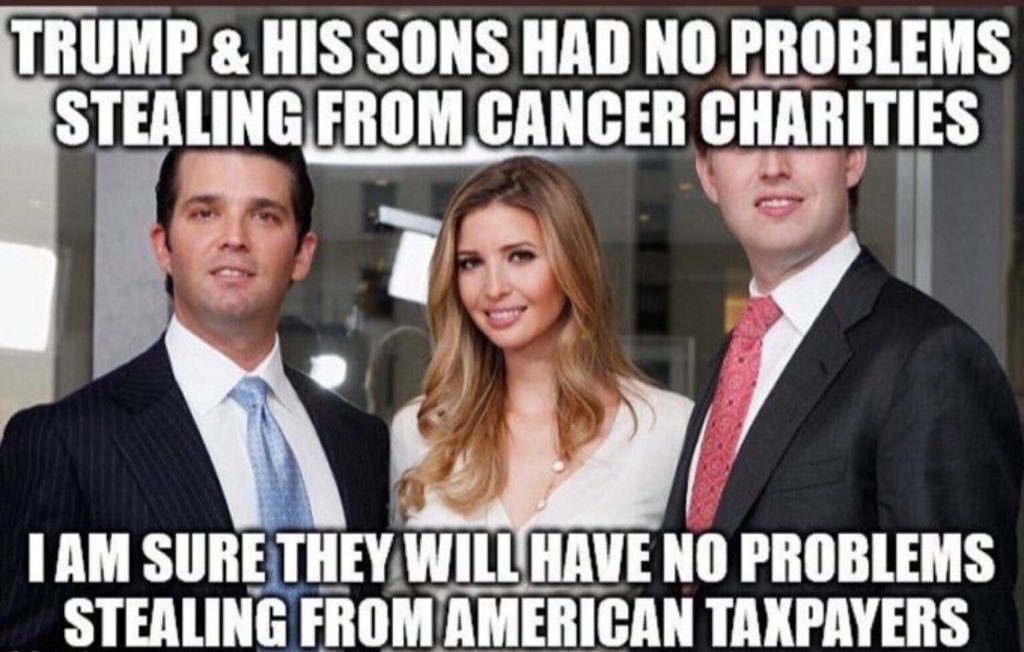 TRUMP & HIS SONS HAD NO PROBLEMS
STEALING FROM CANCER CHARITIES
I AM SURE THEY WILL HAVE NO PROBLEMS
STEALING FROM AMERICAN TAXPAYERS